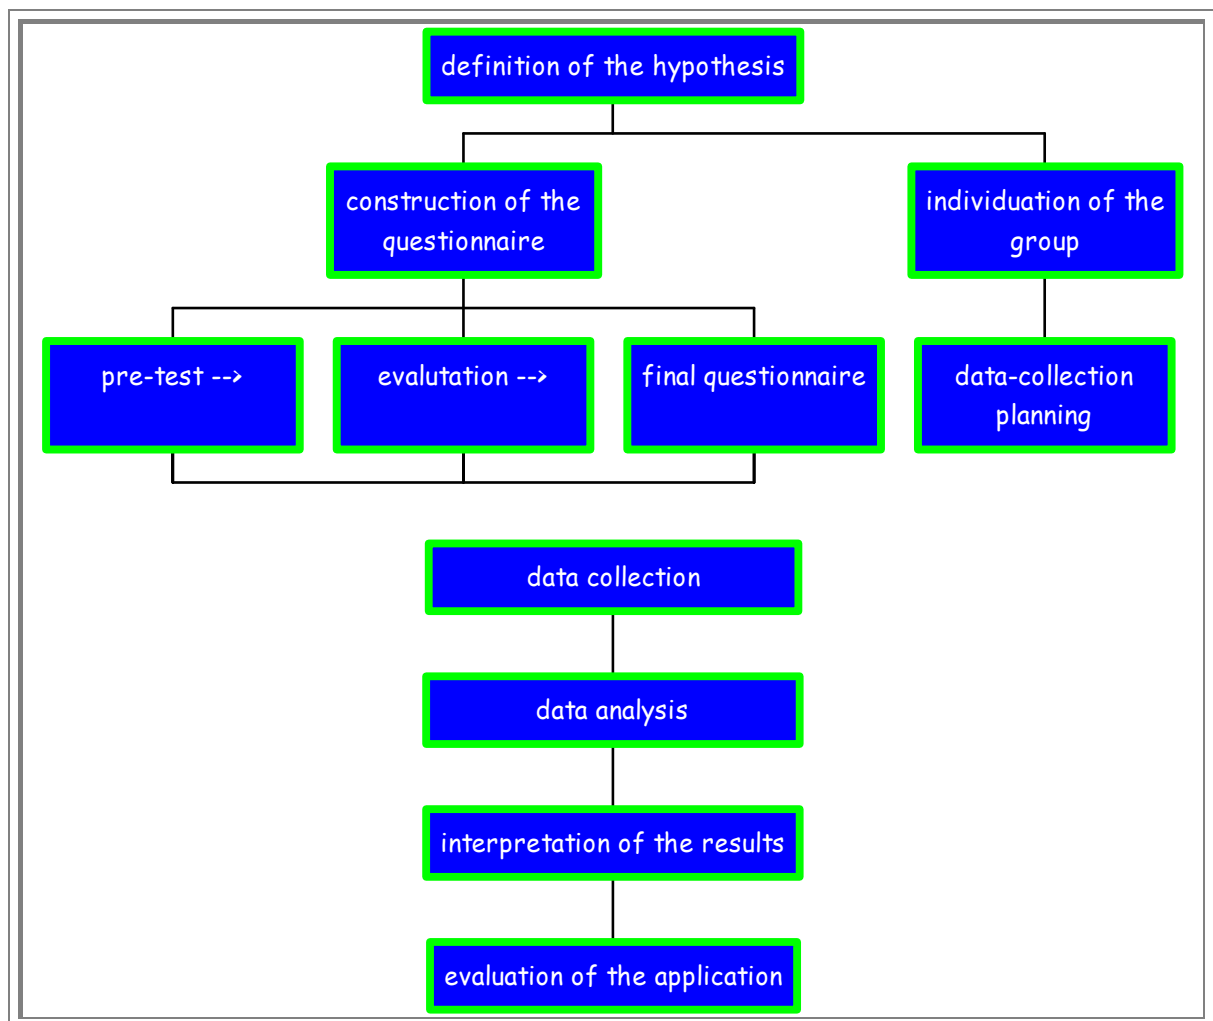 definition of the hypothesis
construction of the
questionnaire
individuation of the
group
pre-test -->
evalutation -->
final questionnaire
data-collection
planning
data collection
data analysis
interpretation of the results
evaluation of the application